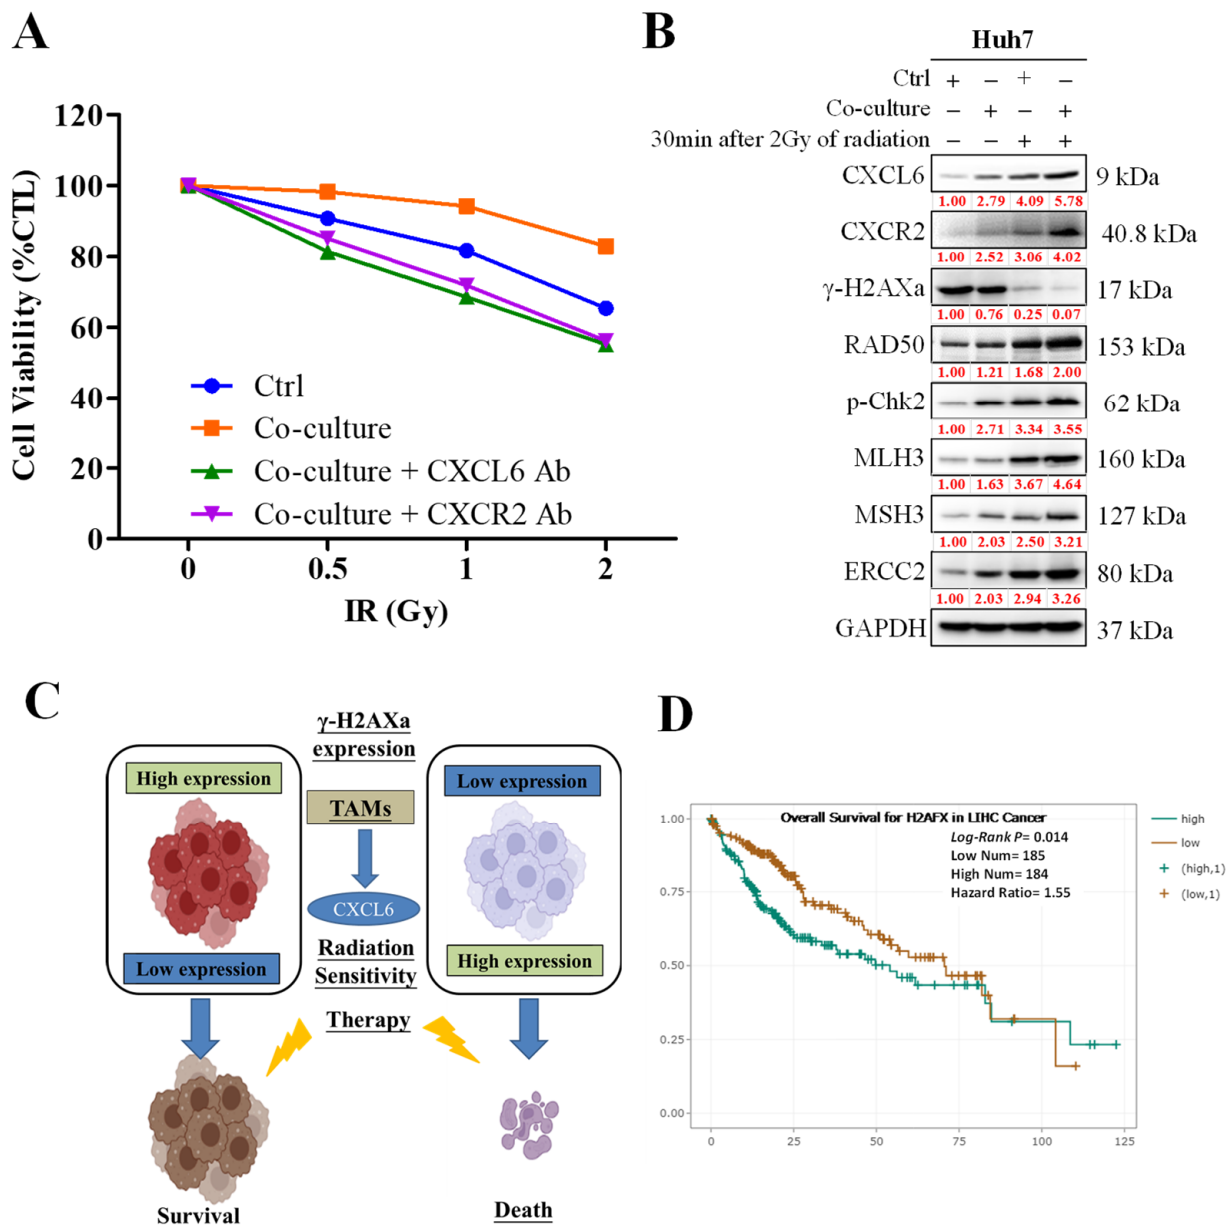 A
120
100
80
60
40
20
0
Cell Viability (%CTL)
Ctrl
Co-culture
Co-culture + CXCL6 Ab
Co-culture + CXCR2 Ab
0 0.5 1 2
IR (Gy)
B
Huh7
Ctrl + − + −
Co-culture − + − +
30min after 2Gy of radiation − − + +
CXCL6 9 kDa
1.00 2.79 4.09 5.78
CXCR2 40.8 kDa
1.00 2.52 3.06 4.02
γ-H2AXa 17 kDa
1.00 0.76 0.25 0.07
RAD50 153 kDa
1.00 1.21 1.68 2.00
p-Chk2 62 kDa
1.00 2.71 3.34 3.55
MLH3 160 kDa
1.00 1.63 3.67 4.64
MSH3 127 kDa
1.00 2.03 2.50 3.21
ERCC2 80 kDa
1.00 2.03 2.94 3.26
GAPDH 37 kDa
C
γ-H2AXa
expression
High expression
Low expression
TAMs
CXCL6
Radiation
Sensitivity
Low expression
High expression
Therapy
Survival
Death
D
Overall Survival for H2AFX in LIHC Cancer
Log-Rank P= 0.014
Low Num= 185
High Num= 184
Hazard Ratio= 1.55
high
low
(high,1)
(low,1)
1.00
0.75
0.50
0.25
0.00
0 25 50 75 100 125